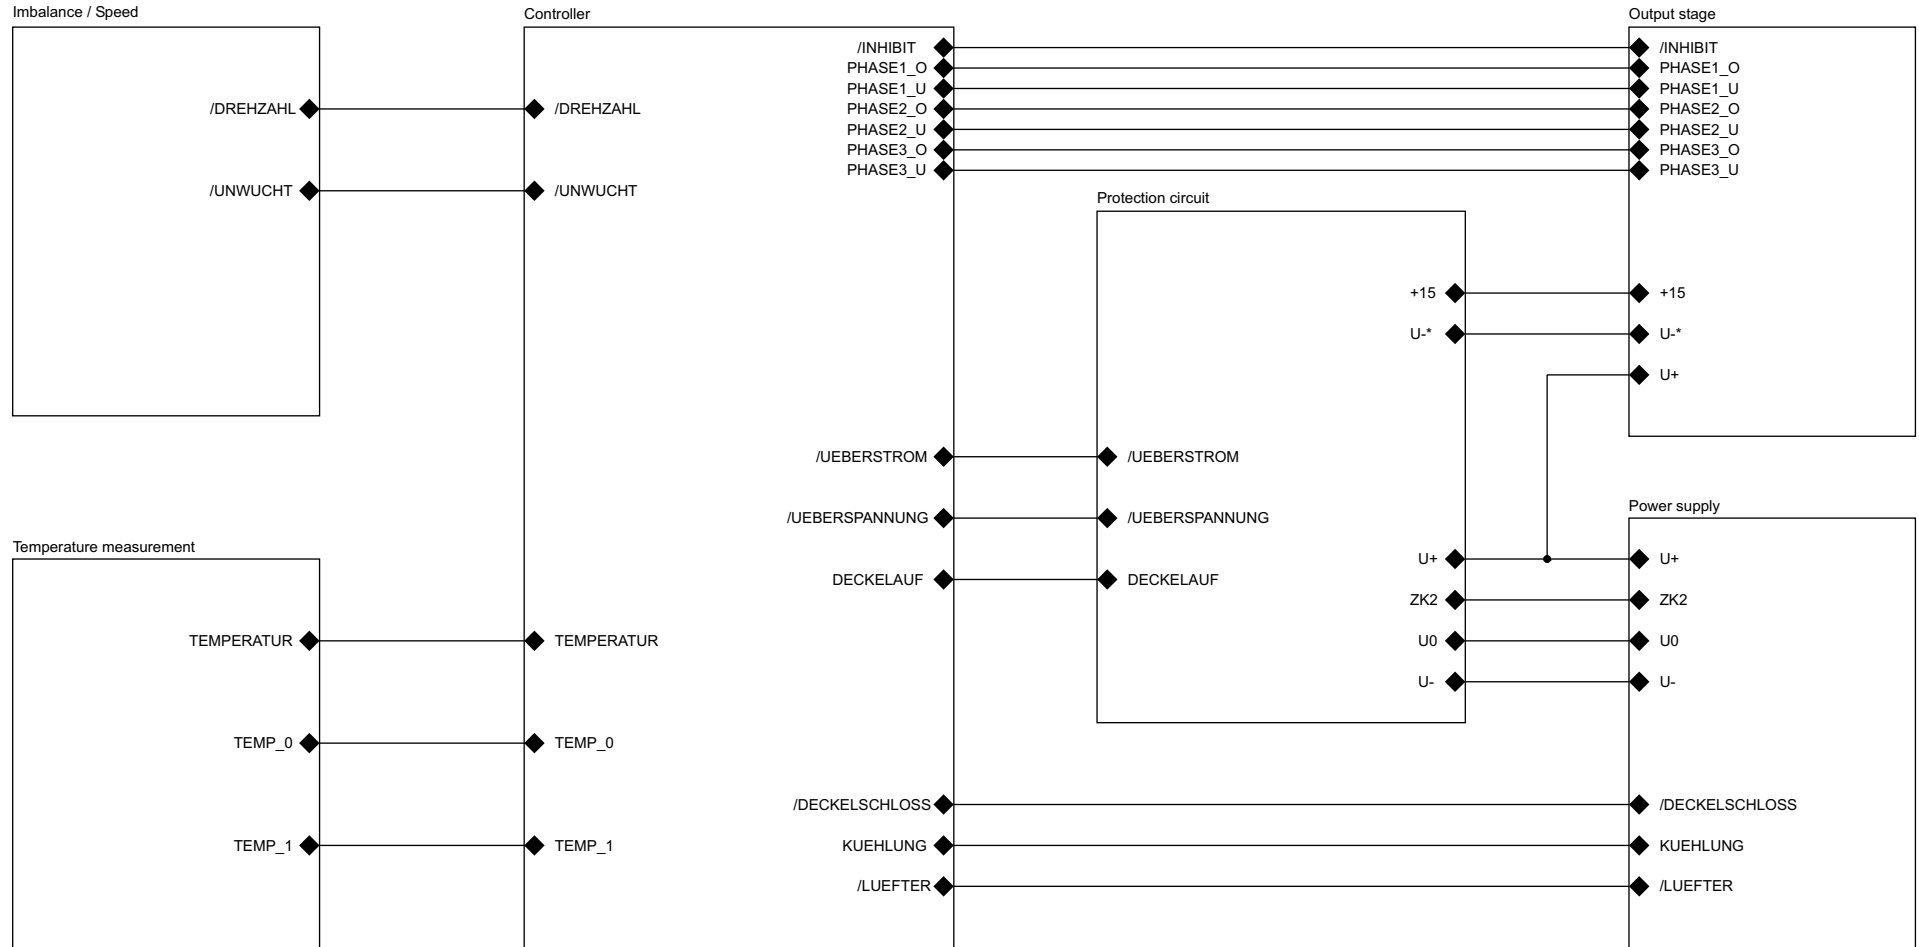 Imbalance / Speed
/DREHZAHL
/UNWUCHT
Temperature measurement
TEMPERATUR
TEMP_0
TEMP_1
Controller
/DREHZAHL
/UNWUCHT
TEMPERATUR
TEMP_0
TEMP_1
/INHIBIT
PHASE1_O
PHASE1_U
PHASE2_O
PHASE2_U
PHASE3_O
PHASE3_U
/UEBERSTROM
/UEBERSPANNUNG
DECKELAUF
/DECKELSCHLOSS
KUEHLUNG
/LUEFTER
Protection circuit
/UEBERSTROM
/UEBERSPANNUNG
DECKELAUF
+15
U-*
U+
ZK2
U0
U-
Output stage
/INHIBIT
PHASE1_O
PHASE1_U
PHASE2_O
PHASE2_U
PHASE3_O
PHASE3_U
+15
U-*
U+
Power supply
U+
ZK2
U0
U-
/DECKELSCHLOSS
KUEHLUNG
/LUEFTER